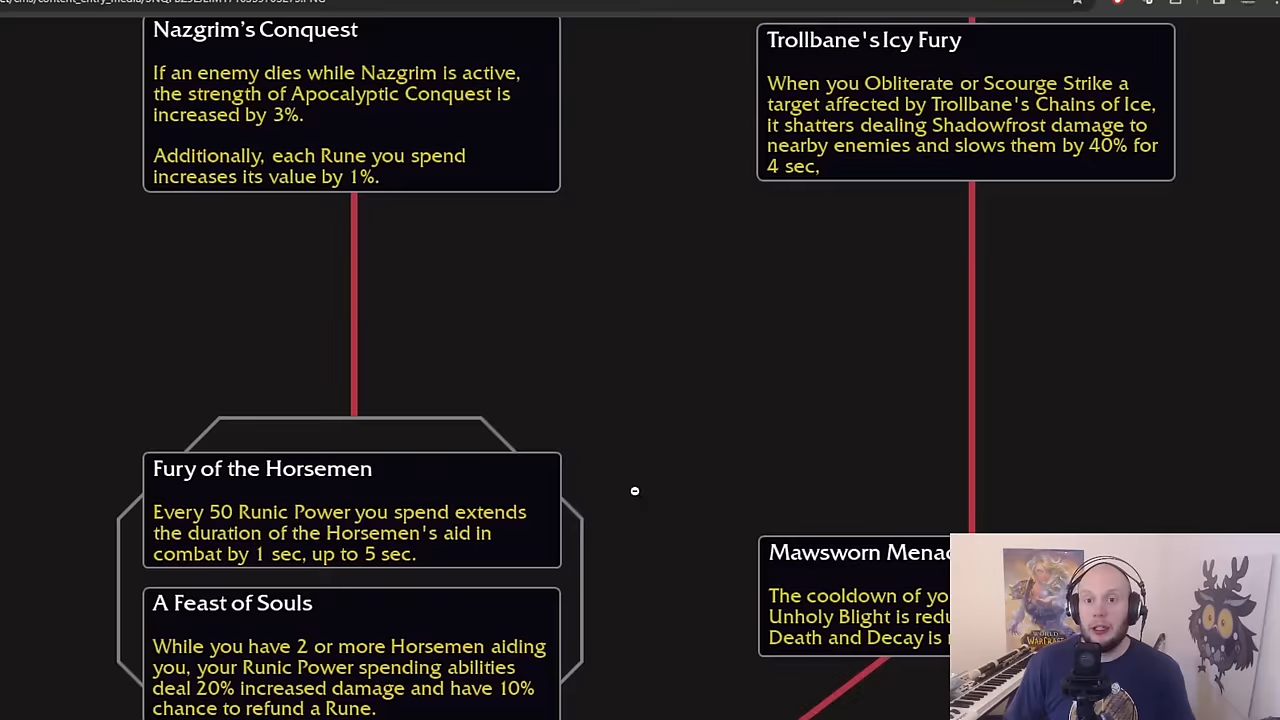 Nazgrim's Conquest
If an enemy dies while Nazgrim is active,
the strength of Apocalyptic Conquest is
increased by 3%.
Additionally, each Rune you spend
increases its value by 1%.
Trollbane's Icy Fury
When you Obliterate or Scourge Strike a
target affected by Trollbane's Chains of Ice,
it shatters dealing Shadowfrost damage to
nearby enemies and slows them by 40% for
4 sec,
Fury of the Horsemen
Every 50 Runic Power you spend extends
the duration of the Horsemen's aid in
combat by 1 sec, up to 5 sec.
A Feast of Souls
While you have 2 or more Horsemen aiding
you, your Runic Power spending abilities
deal 20% increased damage and have 10%
chance to refund a Rune.
Mawsworn
The cooldown of
Unholy Blight is
Death and Decay is
WORLD
WARCRAFT